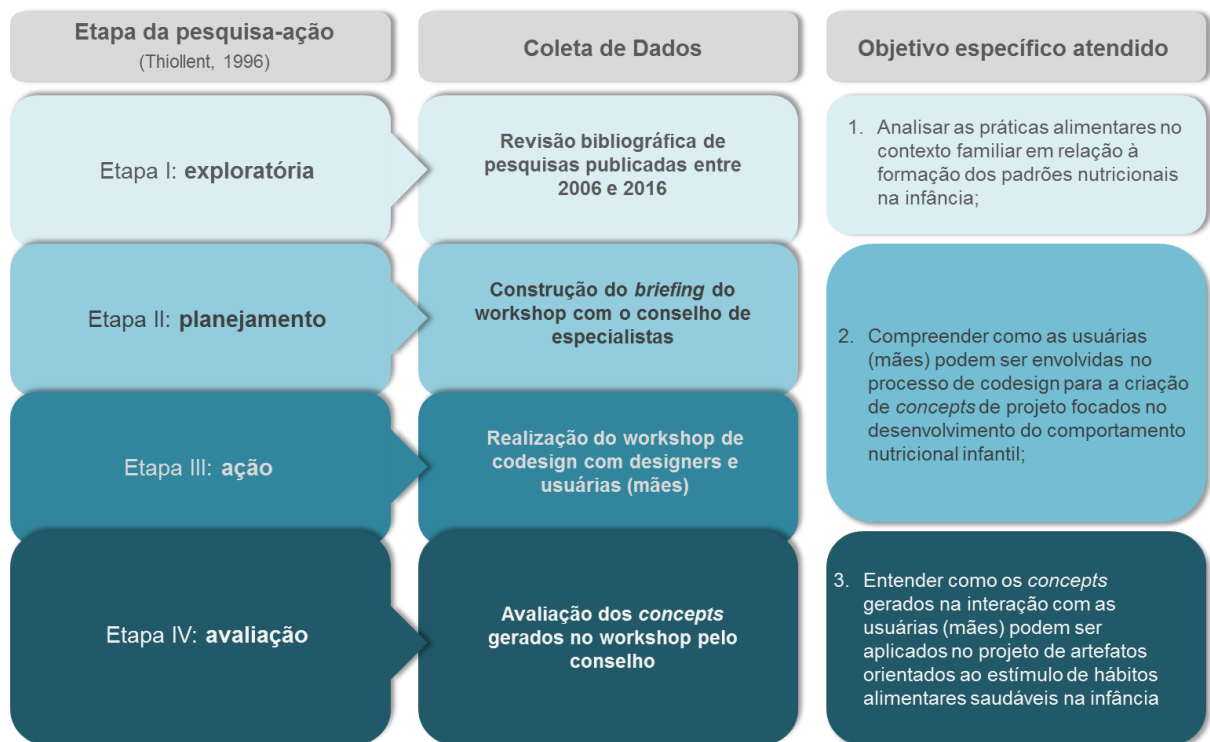 Etapa da pesquisa-ação
(Thiollent, 1996)
Coleta de Dados
Objetivo específico atendido
Etapa I: exploratória
Revisão bibliográfica de
pesquisas publicadas entre
2006 e 2016
1. Analisar as práticas alimentares no
contexto familiar em relação à
formação dos padrões nutricionais
na infância;
Etapa II: planejamento
Construção do briefing do
workshop com o conselho de
especialistas
2. Compreender como as usuárias
(mães) podem ser envolvidas no
processo de codesign para a criação
de concepts de projeto focados no
desenvolvimento do comportamento
nutricional infantil;
Etapa III: ação
Realização do workshop de
codesign com designers e
usuárias (mães)
Etapa IV: avaliação
Avaliação dos concepts
gerados no workshop pelo
conselho
3. Entender como os concepts
gerados na interação com as
usuárias (mães) podem ser
aplicados no projeto de artefatos
orientados ao estímulo de hábitos
alimentares saudáveis na infância